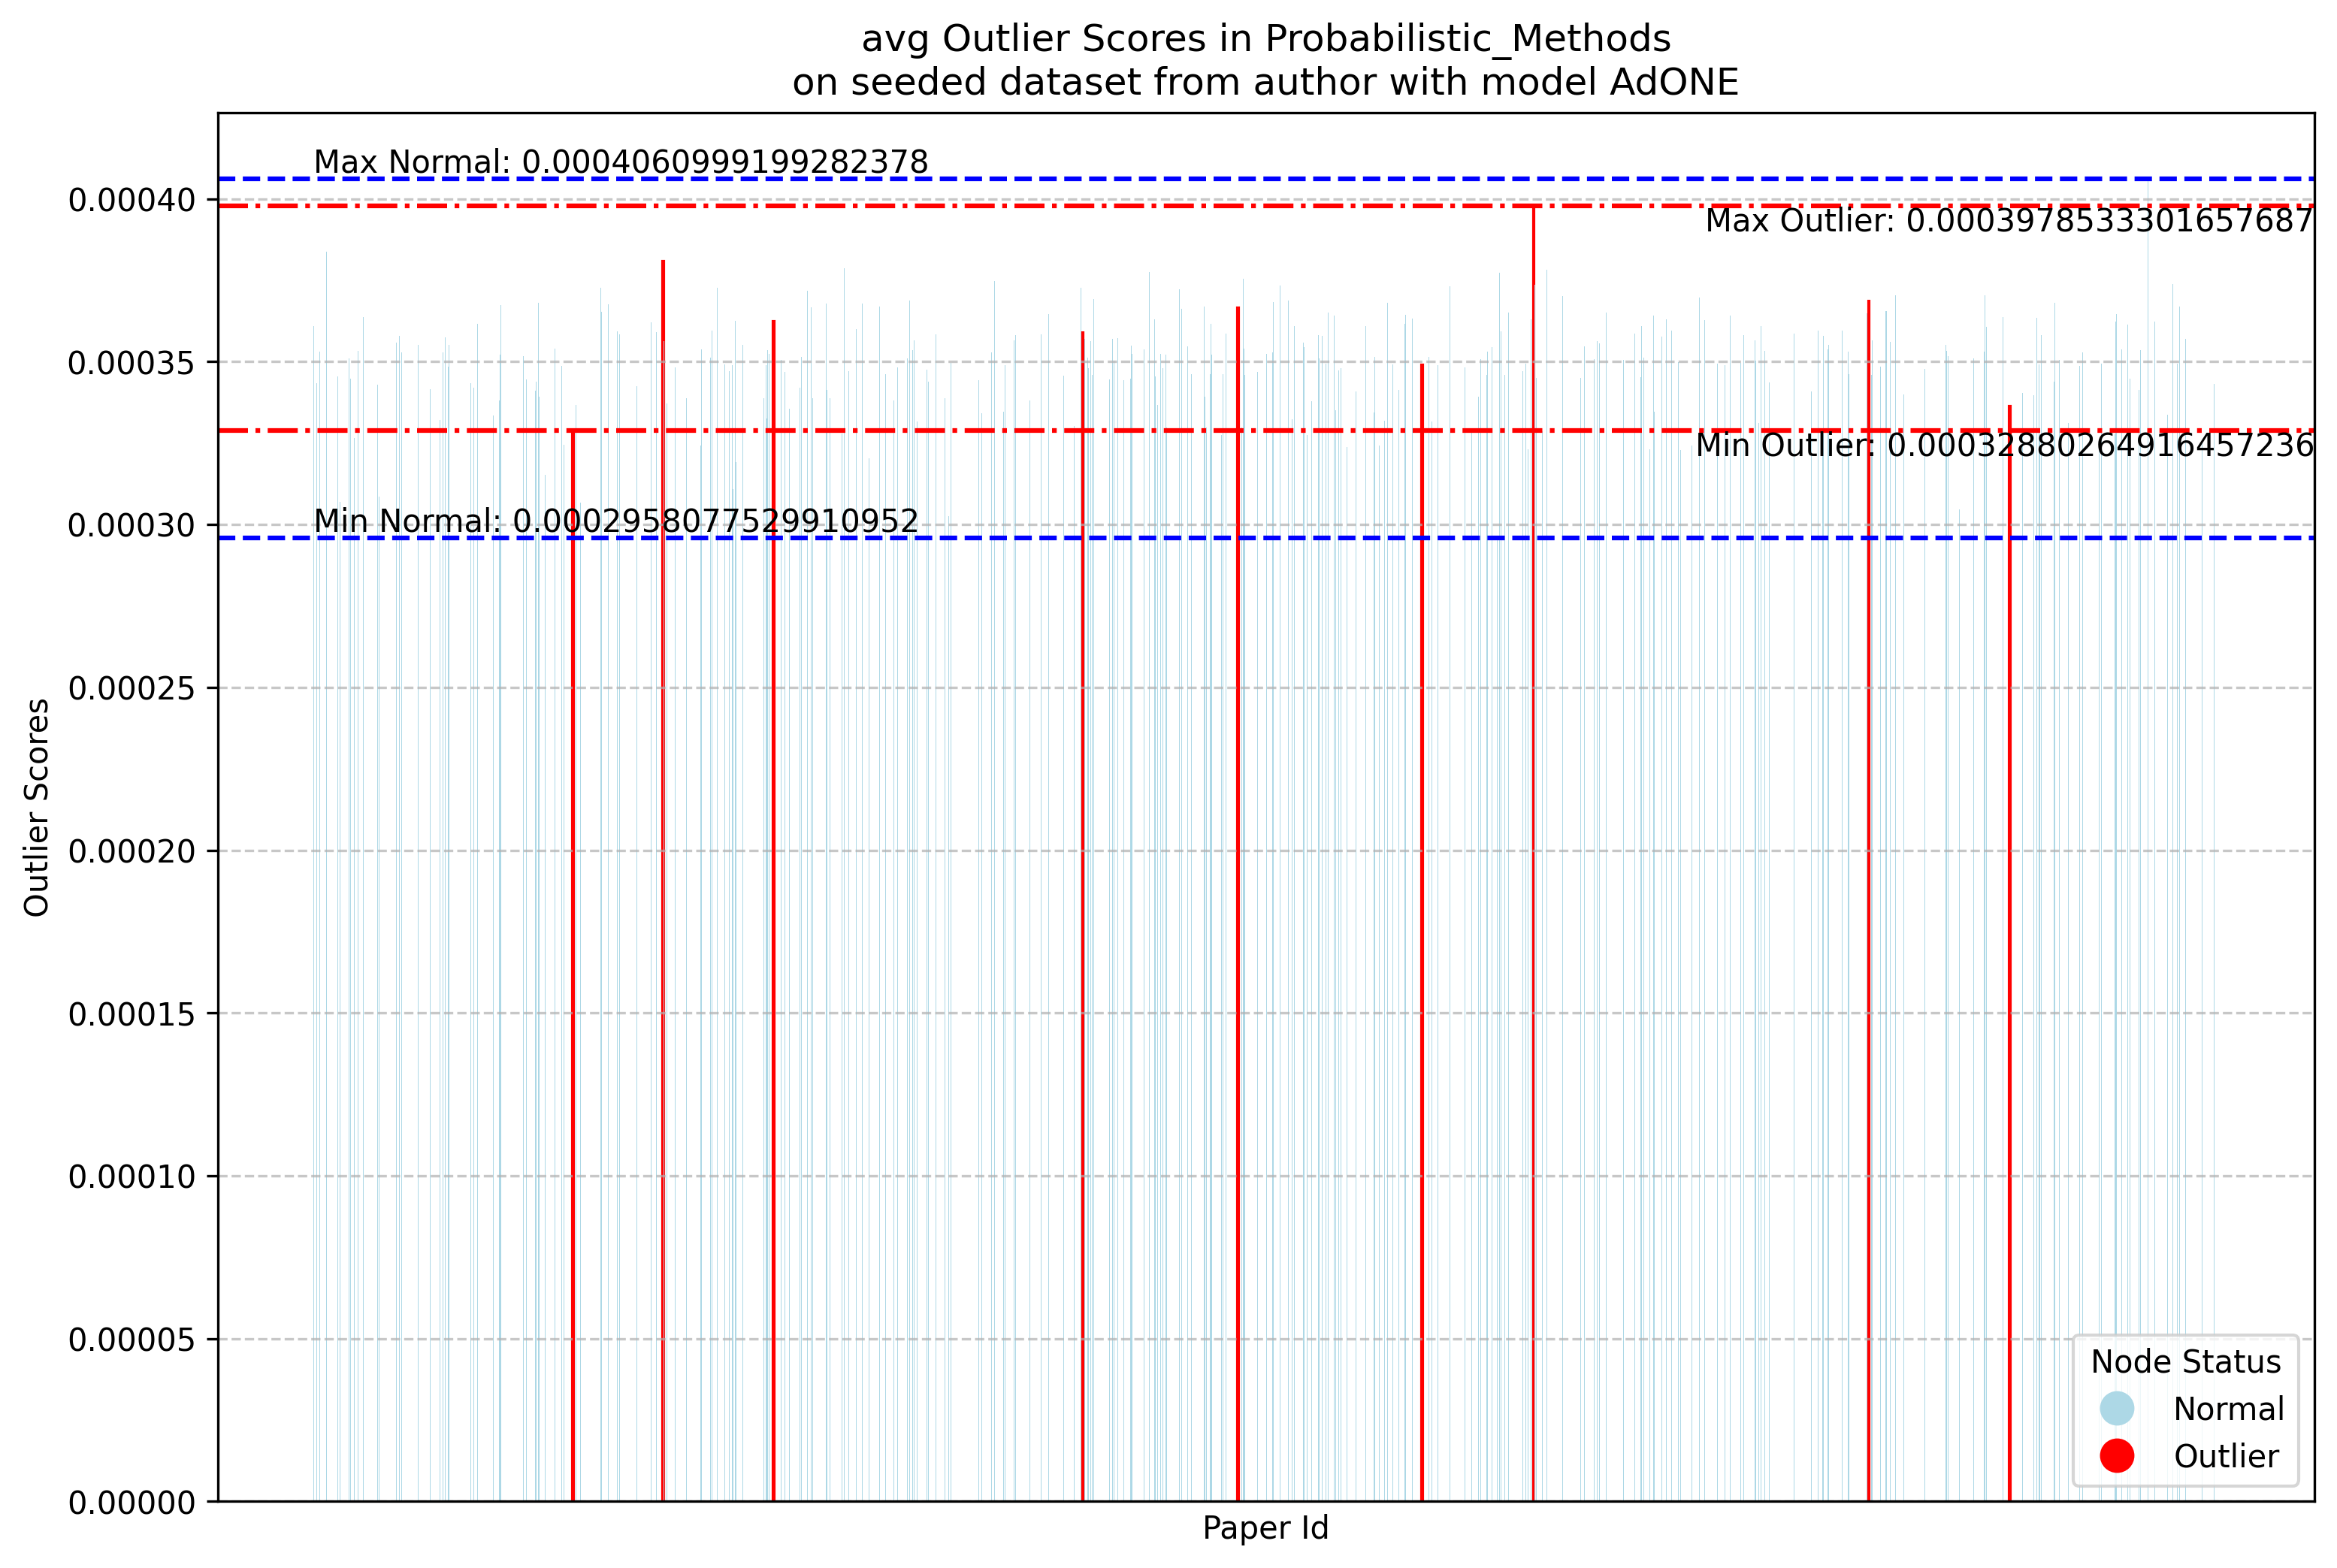 avg Outlier Scores in Probabilistic_Methods
on seeded dataset from author with model AdONE
Max Normal: 0.0004060999199282378
0.00040
Max Outlier: 0.0003978533301657687
0.00035
Min Outlier: 0.00032880264916457236
Min Normal: 0.0002958077529910952
0.00030
0.00025
0.00020
0.00015
0.00010
0.00005
0.00000
Outlier Scores
Paper Id
Node Status
Normal
Outlier